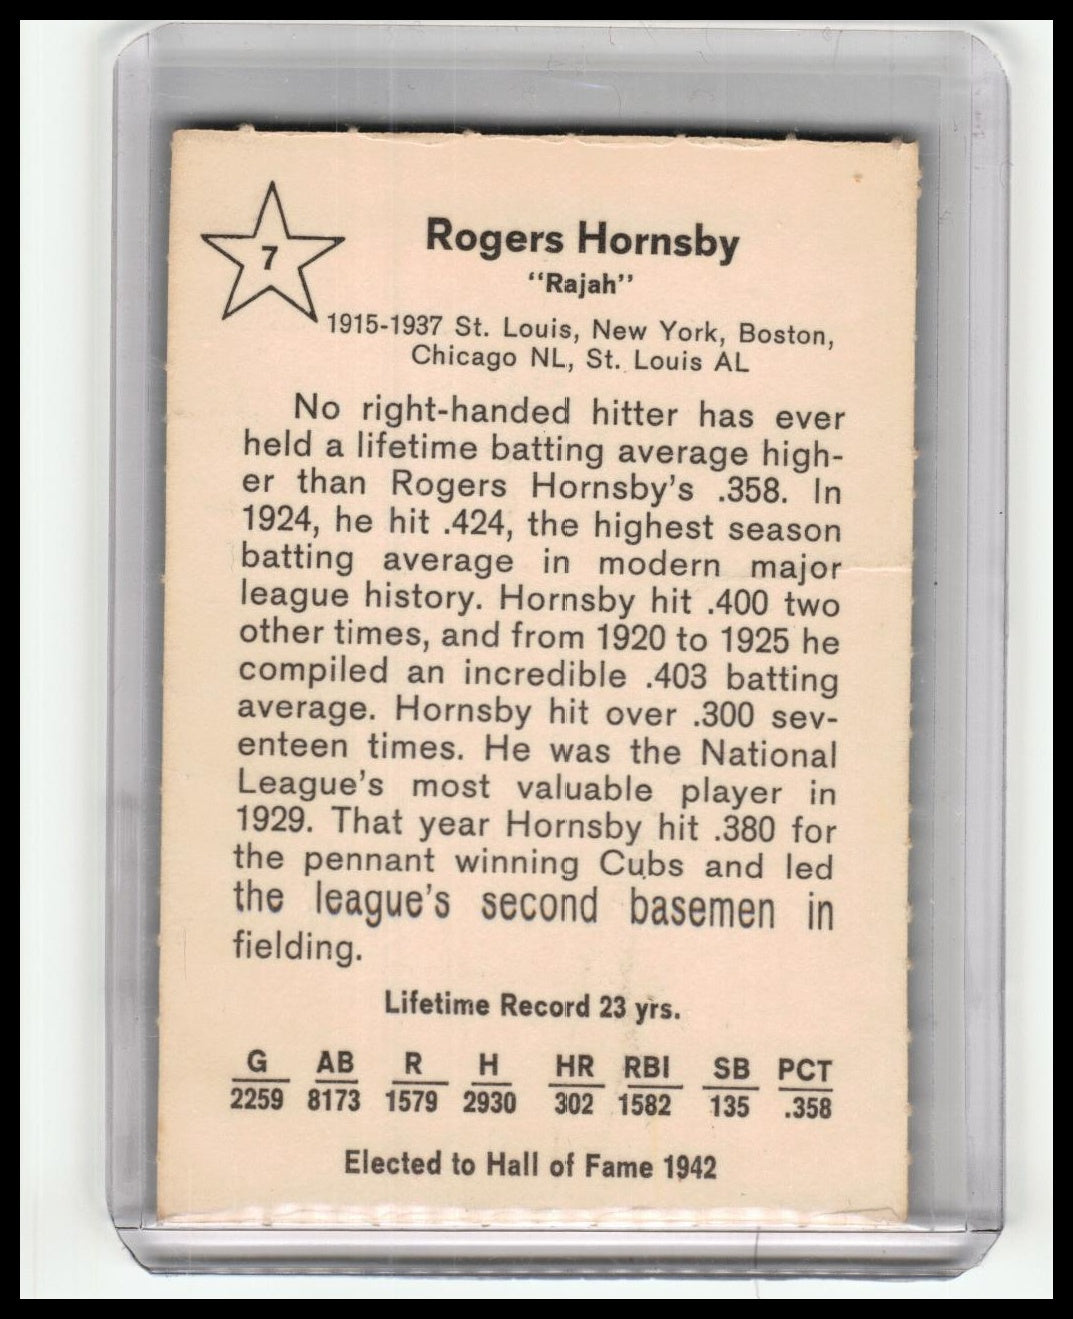 7
Rogers Hornsby
"Rajah"
1915-1937 St. Louis, New York, Boston,
Chicago NL, St. Louis AL
No right-handed hitter has ever
held a lifetime batting average high-
er than Rogers Hornsby's .358. In
1924, he hit .424, the highest season
batting average in modern major
league history. Hornsby hit .400 two
other times, and from 1920 to 1925 he
compiled an incredible .403 batting
average. Hornsby hit over .300 sev-
enteen times. He was the National
League's most valuable player in
1929. That year Hornsby hit .380 for
the pennant winning Cubs and led
the league's second basemen in
fielding.
Lifetime Record 23 yrs.
G AB R H HR RBI SB PCT
2259 8173 1579 2930 302 1582 135 .358
Elected to Hall of Fame 1942